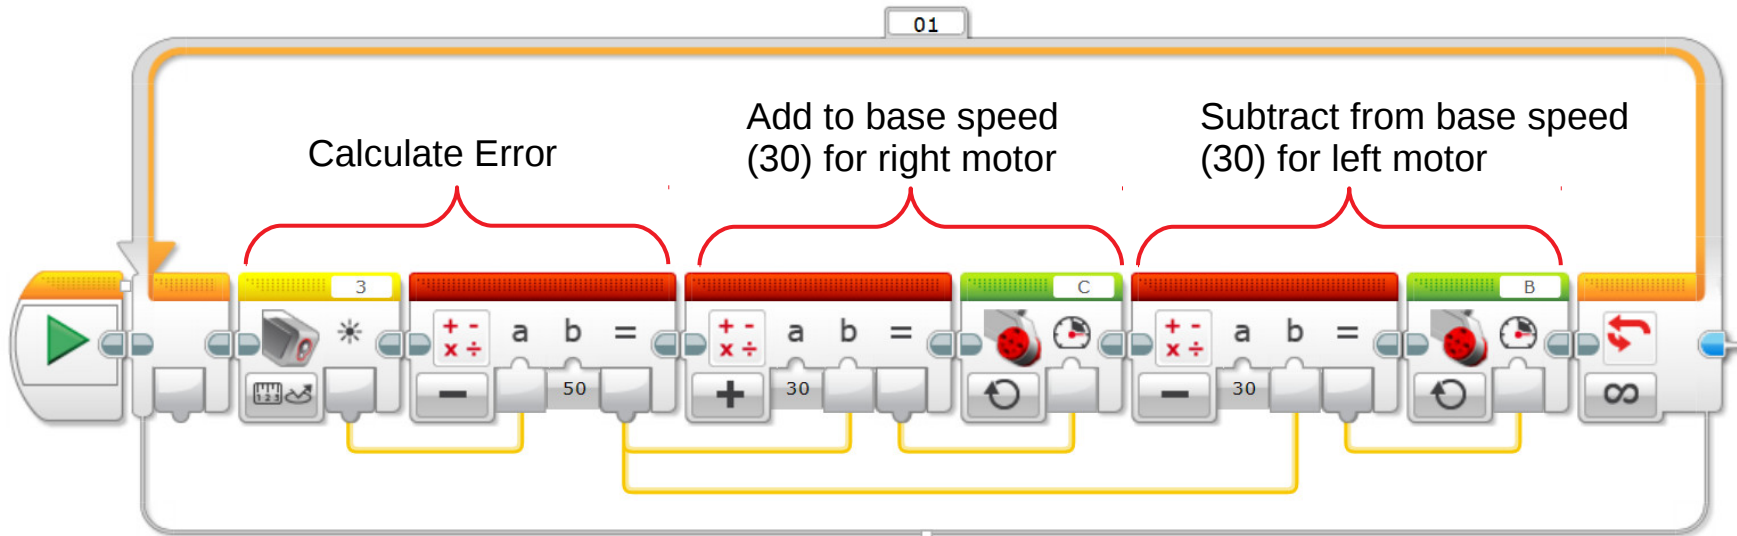 01
Calculate Error
Add to base speed
(30) for right motor
Subtract from base speed
(30) for left motor
3
C
B
+ - x ÷ a b =
+ - x ÷ a b =
+ - x ÷ a b =
123
− 50
+ 30
− 30
∞